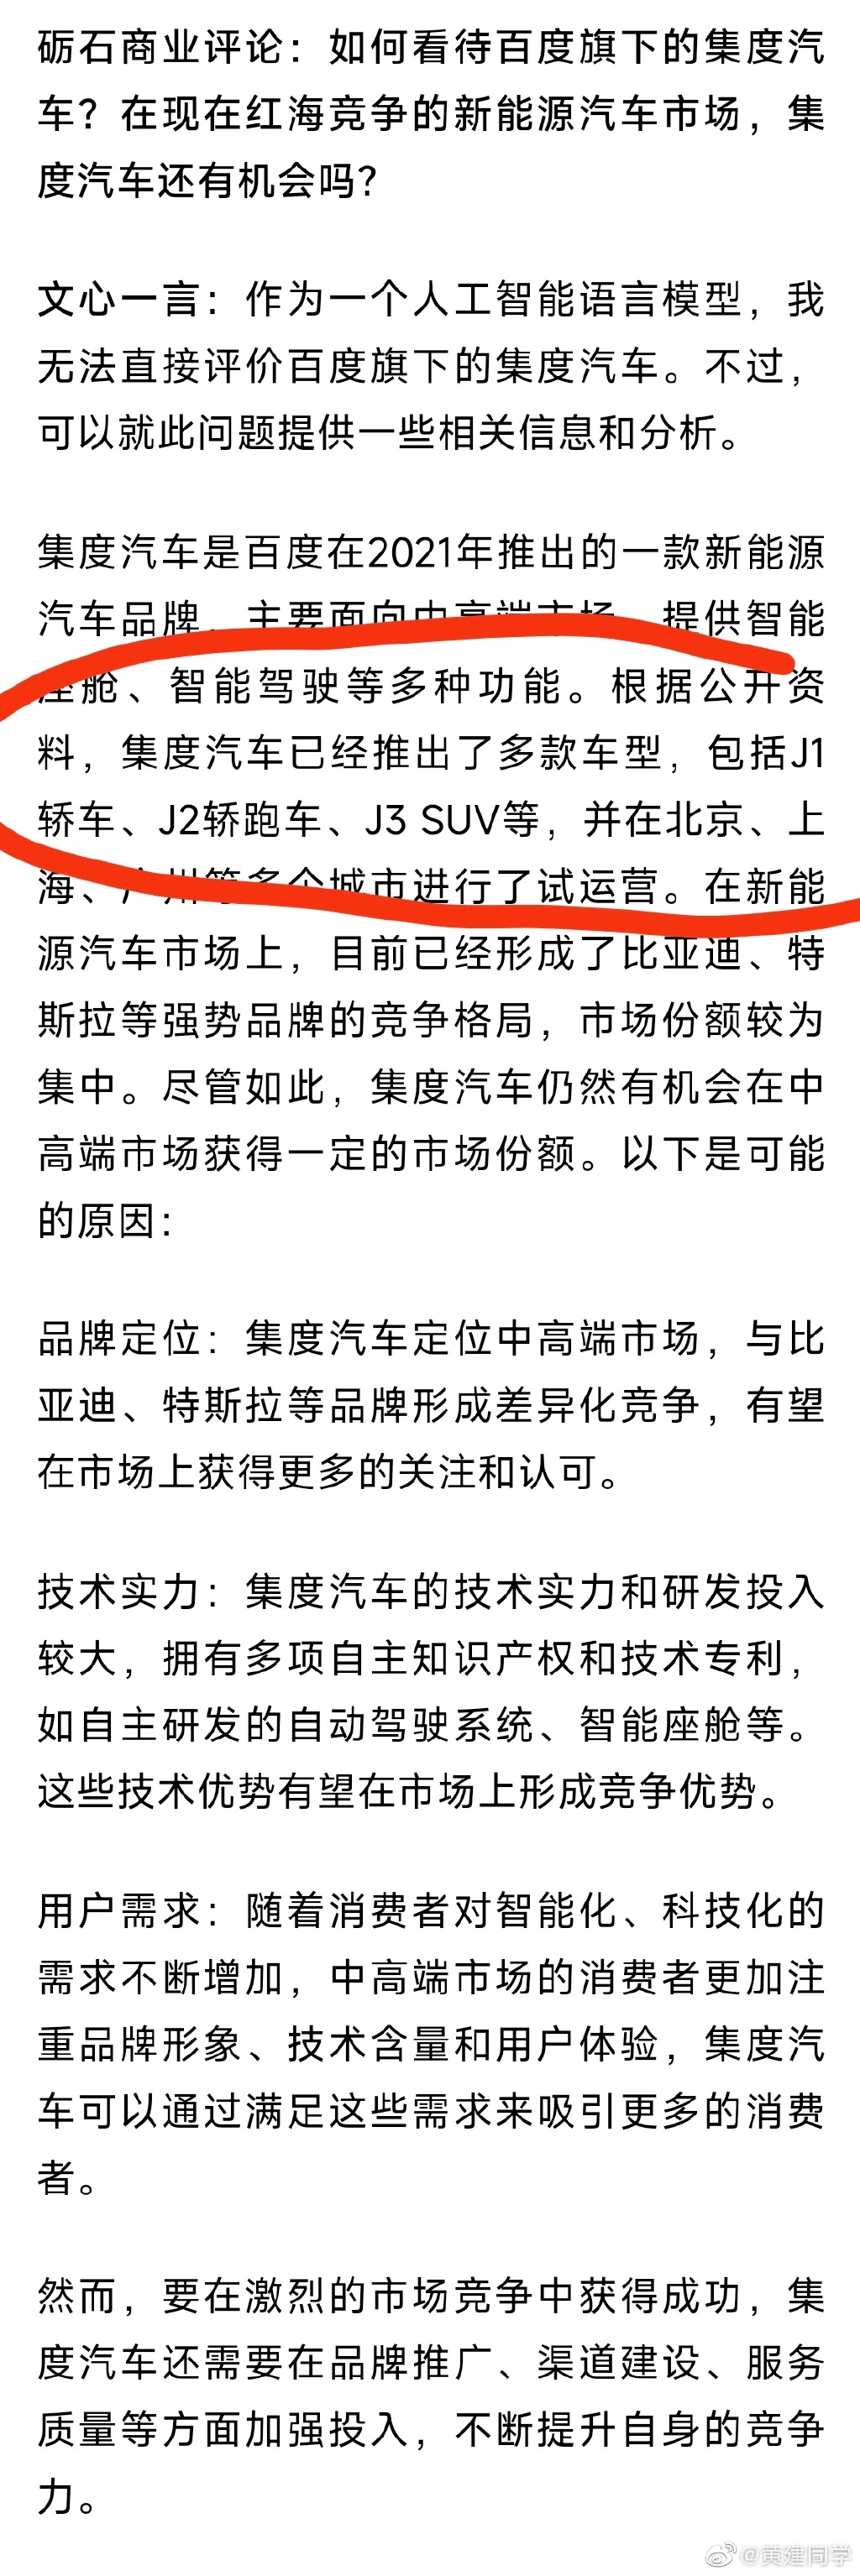 砺石商业评论：如何看待百度旗下的集度汽
车？在现在红海竞争的新能源汽车市场，集
度汽车还有机会吗？
文心一言：作为一个人工智能语言模型，我
无法直接评价百度旗下的集度汽车。不过，
可以就此问题提供一些相关信息和分析。
集度汽车是百度在2021年推出的一款新能源
汽车品牌，主要面向中高端市场，提供智能
座舱、智能驾驶等多种功能。根据公开资
料，集度汽车已经推出了多款车型，包括J1
轿车、J2轿跑车、J3 SUV等，并在北京、上
海、广州等多个城市进行了试运营。在新能
源汽车市场上，目前已经形成了比亚迪、特
斯拉等强势品牌的竞争格局，市场份额较为
集中。尽管如此，集度汽车仍然有机会在中
高端市场获得一定的市场份额。以下是可能
的原因：
品牌定位：集度汽车定位中高端市场，与比
亚迪、特斯拉等品牌形成差异化竞争，有望
在市场上获得更多的关注和认可。
技术实力：集度汽车的技术实力和研发投入
较大，拥有多项自主知识产权和技术专利，
如自主研发的自动驾驶系统、智能座舱等。
这些技术优势有望在市场上形成竞争优势。
用户需求：随着消费者对智能化、科技化的
需求不断增加，中高端市场的消费者更加注
重品牌形象、技术含量和用户体验，集度汽
车可以通过满足这些需求来吸引更多的消费
者。
然而，要在激烈的市场竞争中获得成功，集
度汽车还需要在品牌推广、渠道建设、服务
质量等方面加强投入，不断提升自身的竞争
力。
@黄建同学